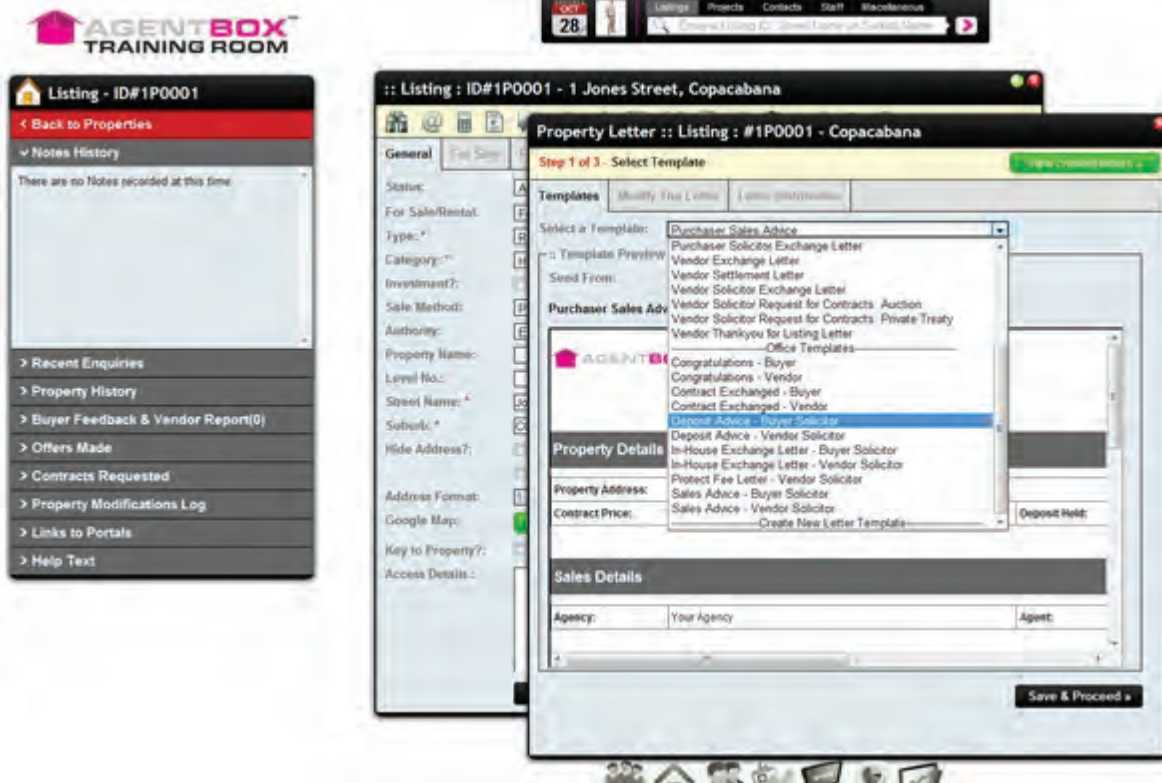 AGENTBOX™
TRAINING ROOM
OCT
28
Listings Projects Contacts Staff Miscellaneous
Listing - ID#1P0001
< Back to Properties
Notes History
There are no Notes recorded at this time
> Recent Enquiries
> Property History
> Buyer Feedback & Vendor Report(0)
> Offers Made
> Contracts Requested
> Property Modifications Log
> Links to Portals
> Help Text
:: Listing : ID#1P0001 - 1 Jones Street, Copacabana
General For Sale
Status:
For Sale/Rental:
Type: *
Category: *
Investment?:
Sale Method:
Authority:
Property Name:
Level No.:
Street Name: *
Suburb: *
Hide Address?:
Address Format:
Google Map:
Key to Property?:
Access Details :
Property Letter :: Listing : #1P0001 - Copacabana
Step 1 of 3 - Select Template
Templates Modify This Letter
Select a Template: Purchaser Sales Advice
:: Template Preview
Send From:
Purchaser Sales Adv
Purchaser Solicitor Exchange Letter
Vendor Exchange Letter
Vendor Settlement Letter
Vendor Solicitor Exchange Letter
Vendor Solicitor Request for Contracts Auction
Vendor Solicitor Request for Contracts Private Treaty
Vendor Thankyou for Listing Letter
Office Templates
Congratulations - Buyer
Congratulations - Vendor
Contract Exchanged - Buyer
Contract Exchanged - Vendor
Deposit Advice - Buyer Solicitor
Deposit Advice - Vendor Solicitor
In-House Exchange Letter - Buyer Solicitor
In-House Exchange Letter - Vendor Solicitor
Protect Fee Letter - Vendor Solicitor
Sales Advice - Buyer Solicitor
Sales Advice - Vendor Solicitor
Create New Letter Template
AGENTB
Property Details
Property Address:
Contract Price: Deposit Held:
Sales Details
Agency: Your Agency Agent:
Save & Proceed »